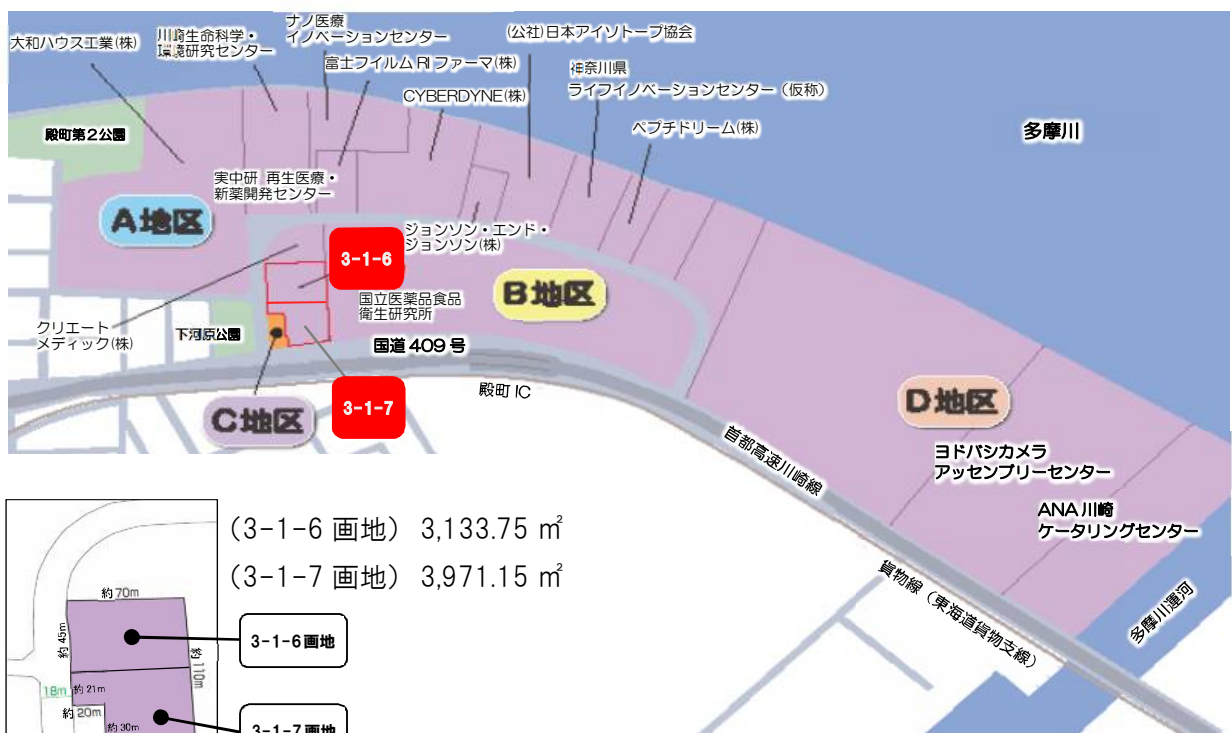 大和ハウス工業(株)
川崎生命科学・
環境研究センター
ナノ医療
イノベーションセンター
富士フイルム RI ファーマ(株)
CYBERDYNE(株)
(公社)日本アイソトープ協会
神奈川県
ライフイノベーションセンター（仮称）
ペプチドリーム(株)
多摩川
殿町第2公園
実中研 再生医療・
新薬開発センター
A地区
ジョンソン・エンド・
ジョンソン(株)
3-1-6
B地区
国立医薬品食品
衛生研究所
クリエート
メディック(株)
下河原公園
国道 409 号
殿町 IC
3-1-7
C地区
D地区
首都高速川崎線
ヨドバシカメラ
アッセンブリーセンター
ANA 川崎
ケータリングセンター
貨物線（東海道貨物支線）
多摩川運河
（3-1-6 画地） 3,133.75 ㎡
（3-1-7 画地） 3,971.15 ㎡
約70m
約45m
3-1-6画地
約110m
18m
約21m
約20m
約30m
3-1-7画地